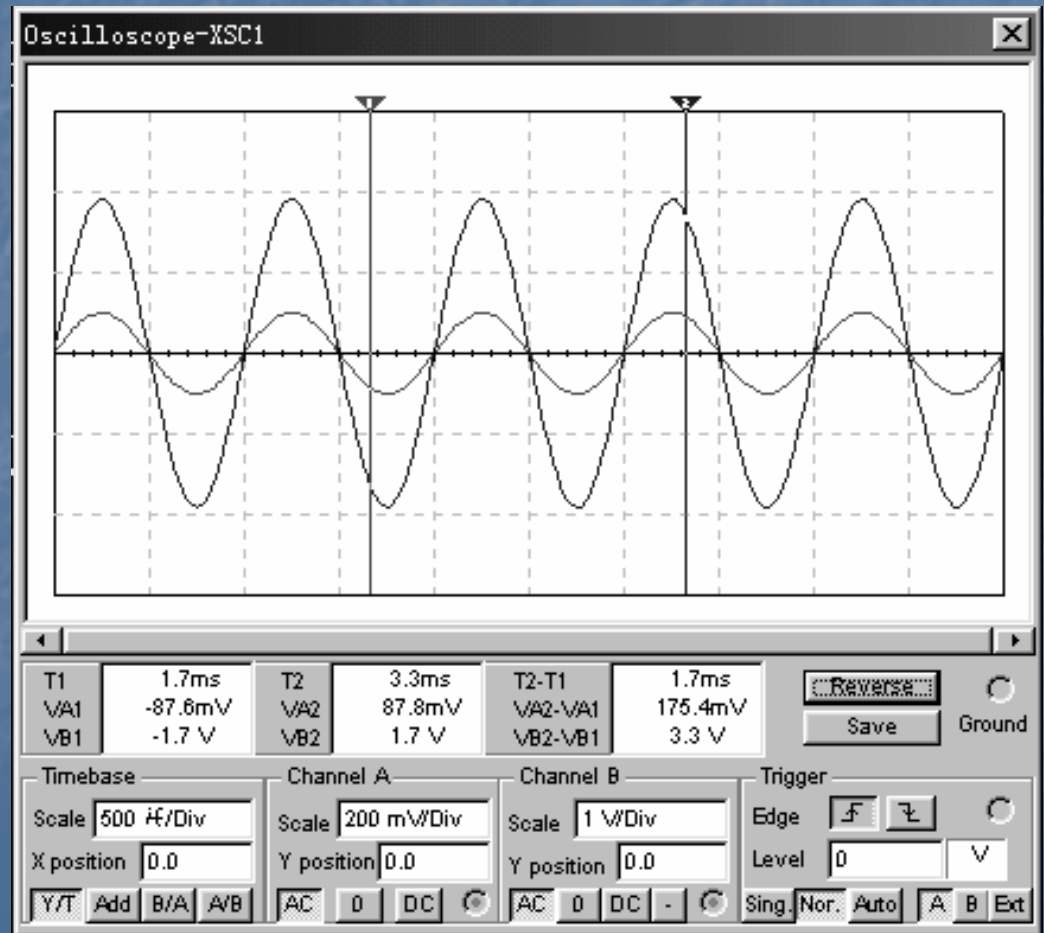 Oscilloscope-XSC1
1 2
T1 1.7ms T2 3.3ms T2-T1 1.7ms Reverse
VA1 -87.6mV VA2 87.8mV VA2-VA1 175.4mV Save Ground
VB1 -1.7 V VB2 1.7 V VB2-VB1 3.3 V
Timebase Channel A Channel B Trigger
Scale 500 /Div Scale 200 mV/Div Scale 1 V/Div Edge
X position 0.0 Y position 0.0 Y position 0.0 Level 0 V
Y/T Add B/A A/B AC 0 DC AC 0 DC - Sing. Nor. Auto A B Ext